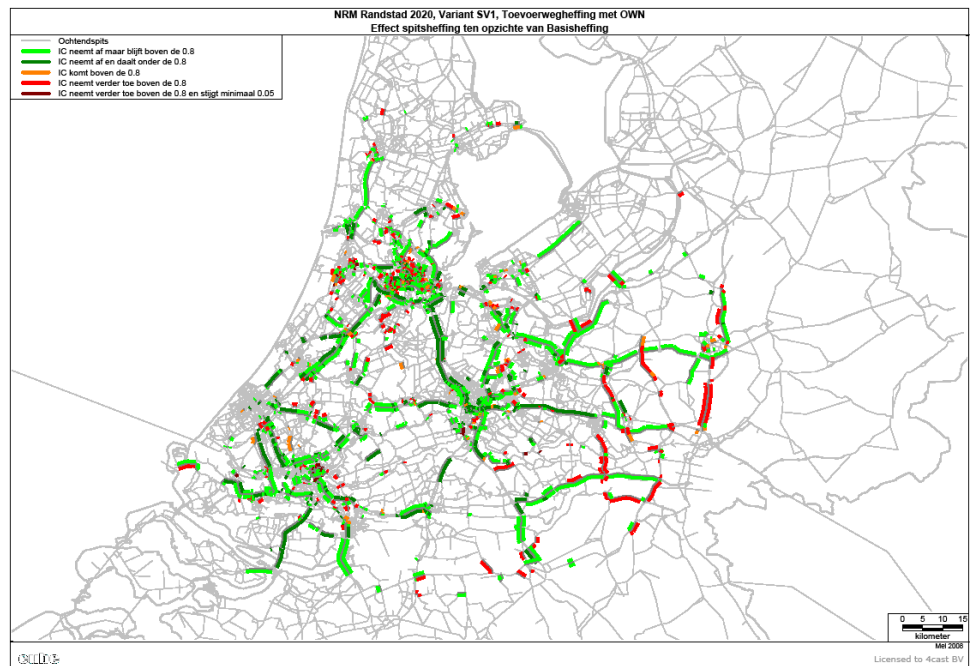 NRM Randstad 2020, Variant SV1, Toevoerwegheffing met OWN
Effect spitsheffing ten opzichte van Basisheffing
Ochtendspits
IC neemt af maar blijft boven de 0.8
IC neemt af en daalt onder de 0.8
IC komt boven de 0.8
IC neemt verder toe boven de 0.8
IC neemt verder toe boven de 0.8 en stijgt minimaal 0.05
0 5 10 15
kilometer
Mei 2008
cube
Licensed to 4cast BV